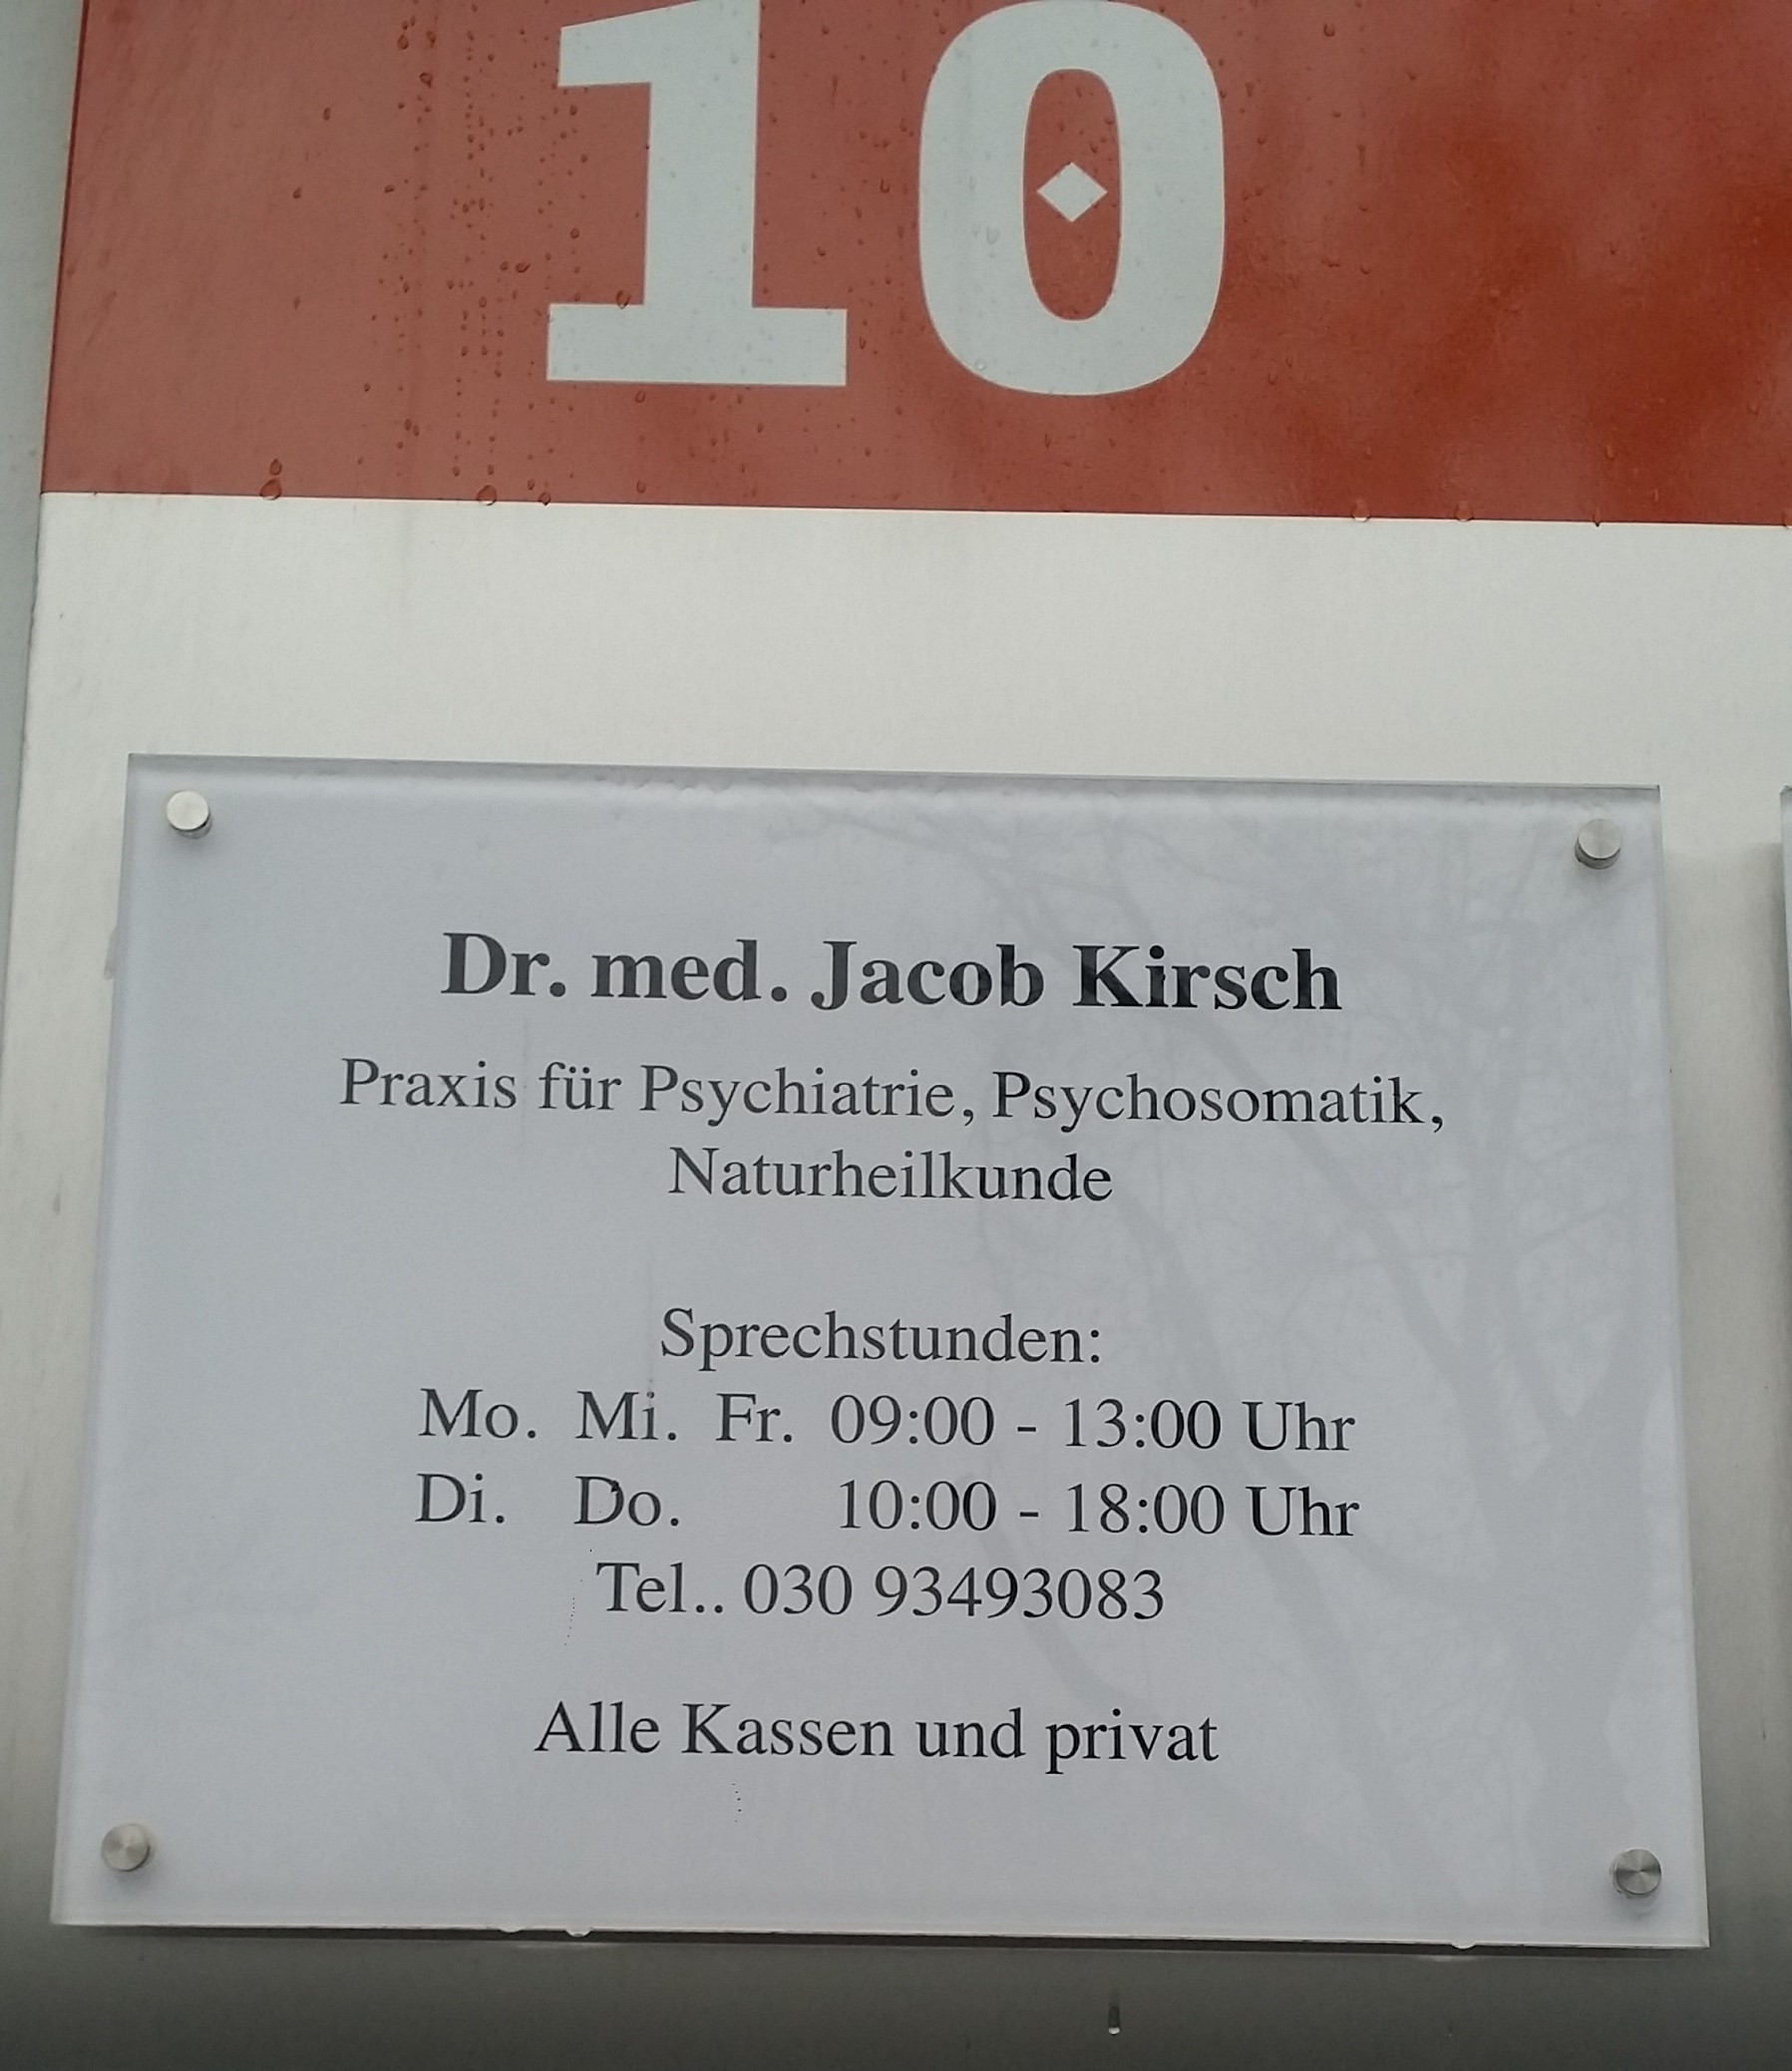 10
Dr. med. Jacob Kirsch
Praxis für Psychiatrie, Psychosomatik,
Naturheilkunde
Sprechstunden:
Mo. Mi. Fr. 09:00 - 13:00 Uhr
Di. Do. 10:00 - 18:00 Uhr
Tel.. 030 93493083
Alle Kassen und privat